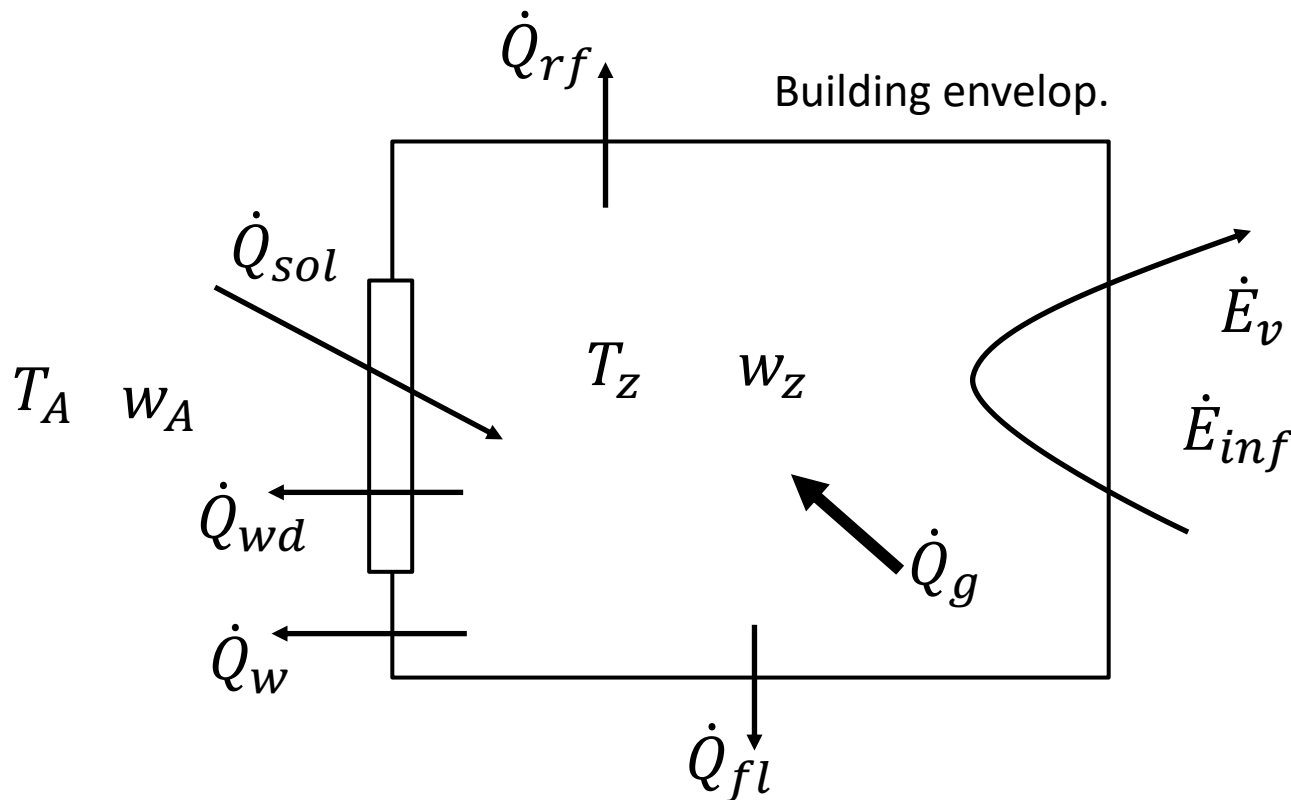 Q̇_rf
Building envelop.
Q̇_sol
Ė_v
T_A w_A
T_z w_z
Ė_inf
Q̇_wd
Q̇_g
Q̇_w
Q̇_fl